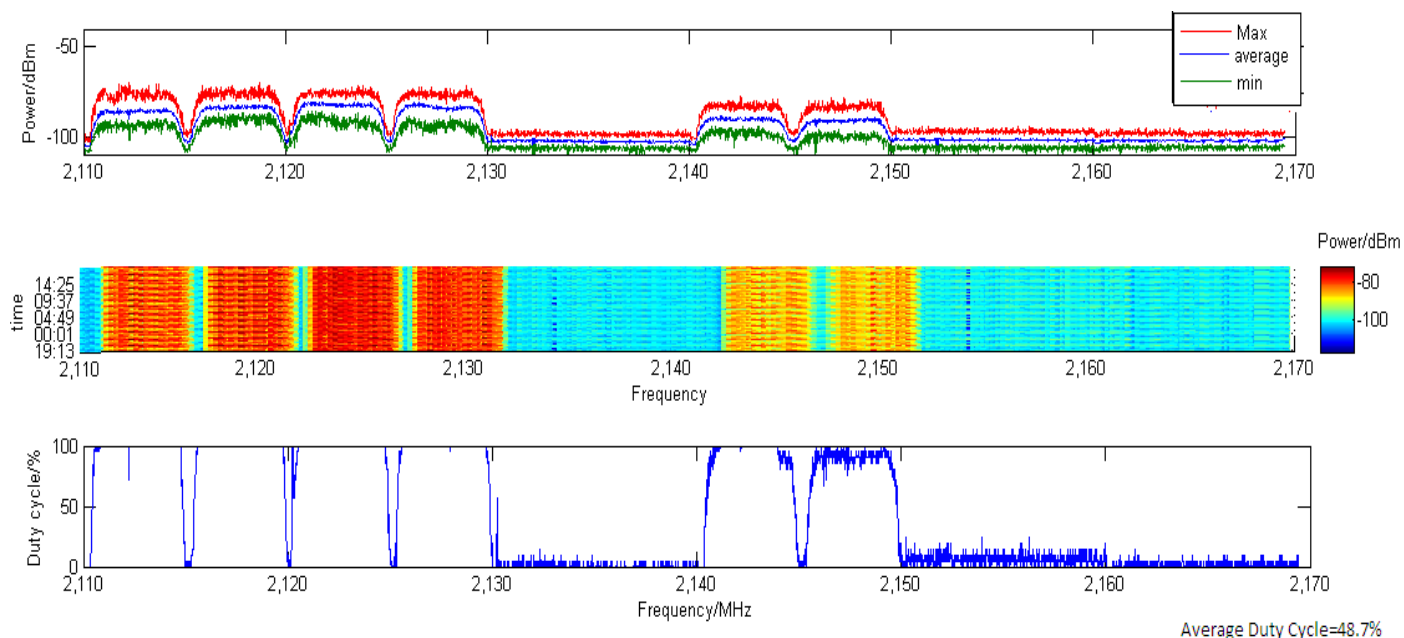 Power/dBm
-50
-100
Max
average
min
2,110 2,120 2,130 2,140 2,150 2,160 2,170
time
14:25
09:37
04:49
00:01
19:13
2,110 2,120 2,130 2,140 2,150 2,160 2,170
Frequency
Power/dBm
-80
-100
Duty cycle/%
100
50
0
2,110 2,120 2,130 2,140 2,150 2,160 2,170
Frequency/MHz
Average Duty Cycle=48.7%